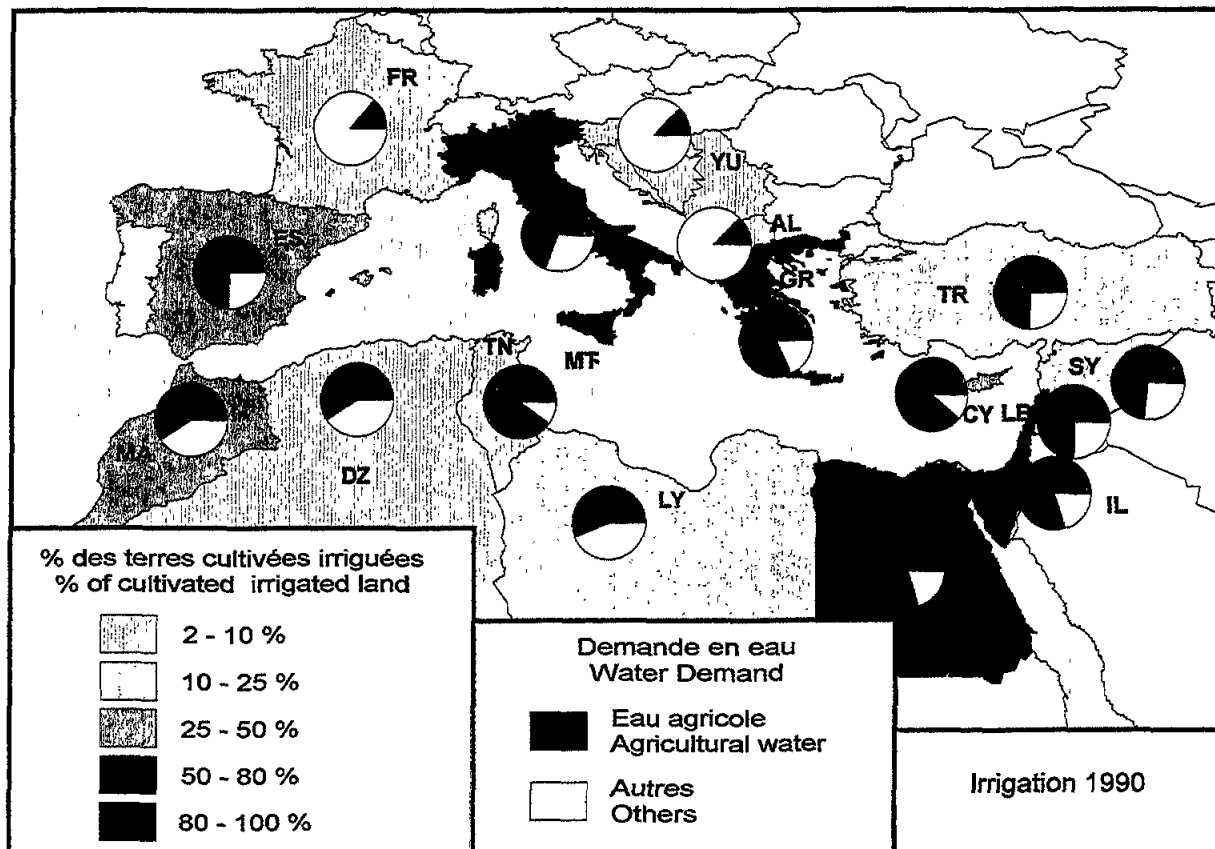 FR
YU
ES
AL
GR
TR
TN
MT
SY
CY
LB
MA
DZ
LY
IL
% des terres cultivées irriguées
% of cultivated irrigated land
2 - 10 %
10 - 25 %
25 - 50 %
50 - 80 %
80 - 100 %
Demande en eau
Water Demand
Eau agricole
Agricultural water
Autres
Others
Irrigation 1990